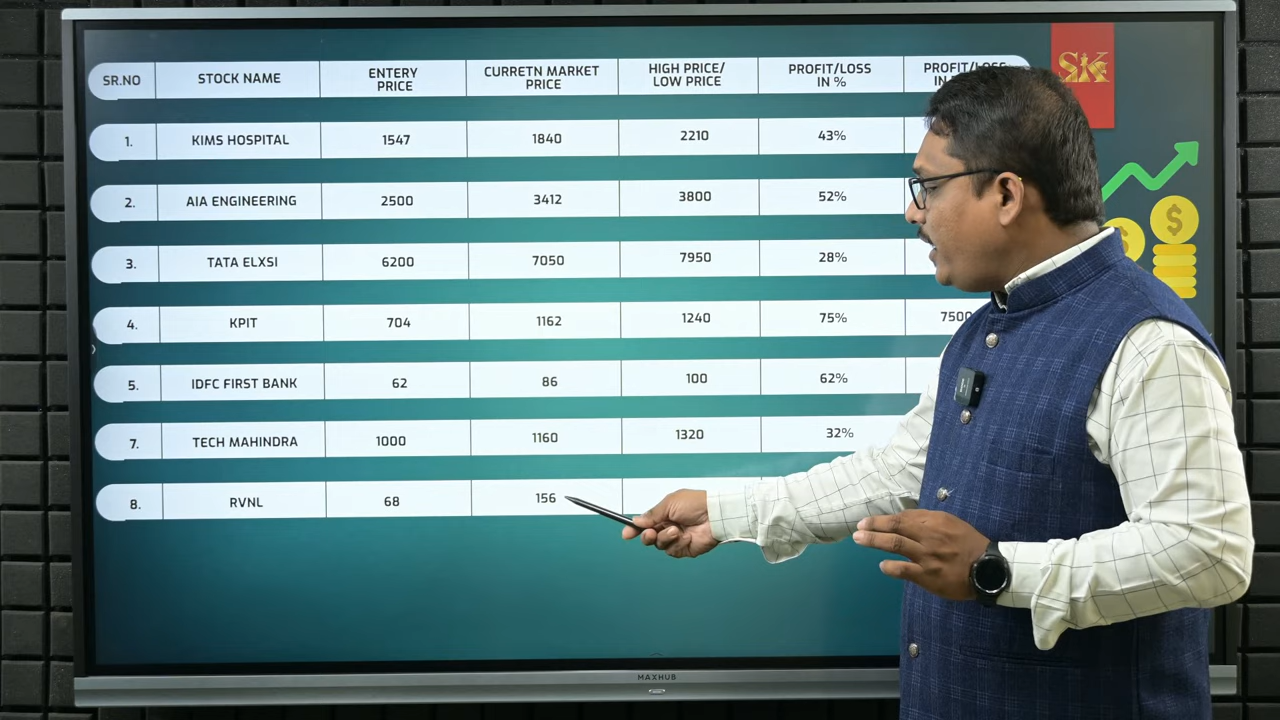 SR.NO STOCK NAME ENTERY PRICE CURRETN MARKET PRICE HIGH PRICE/ LOW PRICE PROFIT/LOSS IN % PROFIT/LOSS
1. KIMS HOSPITAL 1547 1840 2210 43%
2. AIA ENGINEERING 2500 3412 3800 52%
3. TATA ELXSI 6200 7050 7950 28%
4. KPIT 704 1162 1240 75% 7500
5. IDFC FIRST BANK 62 86 100 62%
7. TECH MAHINDRA 1000 1160 1320 32%
8. RVNL 68 156
SK
$
$
MAXHUB